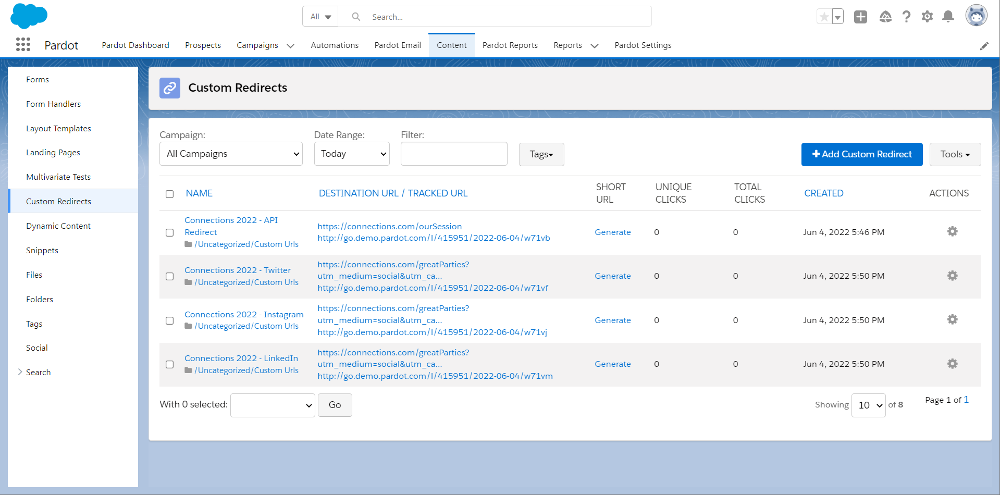 All
Search...
Pardot
Pardot Dashboard
Prospects
Campaigns
Automations
Pardot Email
Content
Pardot Reports
Reports
Pardot Settings
Forms
Form Handlers
Layout Templates
Landing Pages
Multivariate Tests
Custom Redirects
Dynamic Content
Snippets
Files
Folders
Tags
Social
Search
Custom Redirects
Campaign:
All Campaigns
Date Range:
Today
Filter:
Tags
Add Custom Redirect
Tools
NAME
DESTINATION URL / TRACKED URL
SHORT
URL
UNIQUE
CLICKS
TOTAL
CLICKS
CREATED
ACTIONS
Connections 2022 - API
Redirect
/Uncategorized/Custom Urls
https://connections.com/ourSession
http://go.demo.pardot.com/l/415951/2022-06-04/w71vb
Generate
0
0
Jun 4, 2022 5:46 PM
Connections 2022 - Twitter
/Uncategorized/Custom Urls
https://connections.com/greatParties?
utm_medium=social&utm_ca...
http://go.demo.pardot.com/l/415951/2022-06-04/w71vf
Generate
0
0
Jun 4, 2022 5:50 PM
Connections 2022 - Instagram
/Uncategorized/Custom Urls
https://connections.com/greatParties?
utm_medium=social&utm_ca...
http://go.demo.pardot.com/l/415951/2022-06-04/w71vj
Generate
0
0
Jun 4, 2022 5:50 PM
Connections 2022 - LinkedIn
/Uncategorized/Custom Urls
https://connections.com/greatParties?
utm_medium=social&utm_ca...
http://go.demo.pardot.com/l/415951/2022-06-04/w71vm
Generate
0
0
Jun 4, 2022 5:50 PM
With 0 selected:
Go
Showing 10 of 8
Page 1 of 1